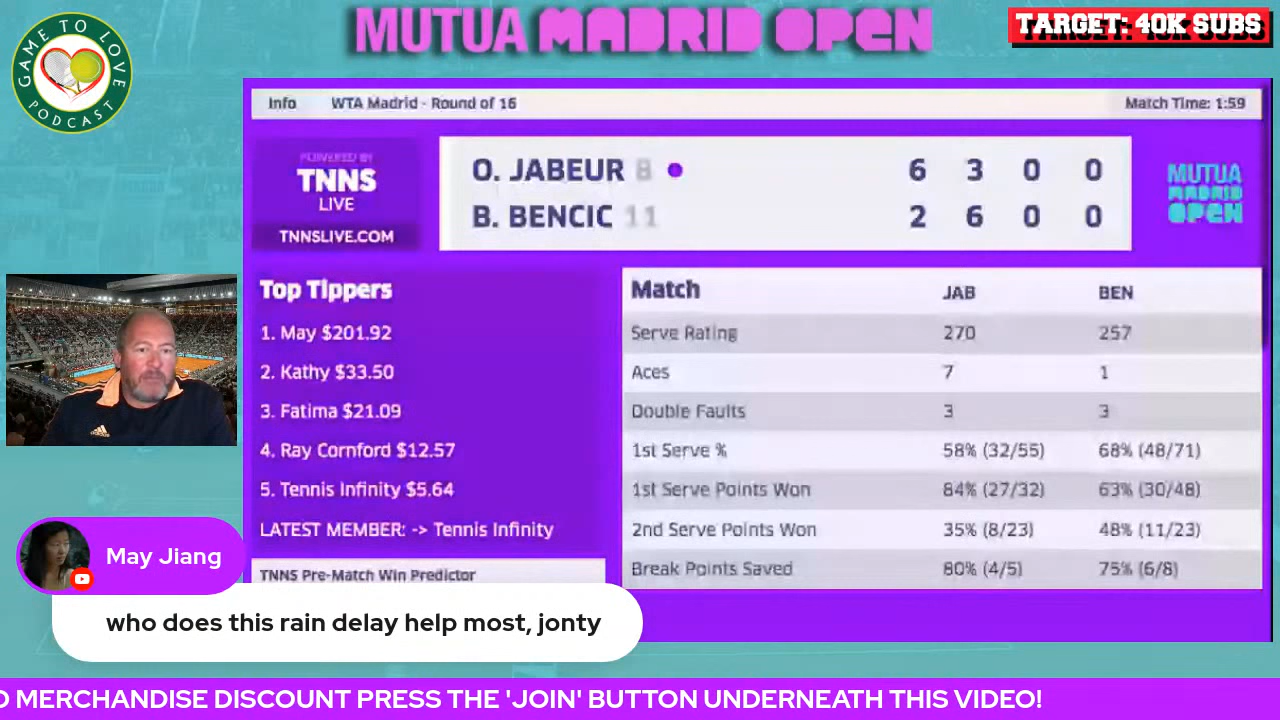 GAME TO LOVE
PODCAST
MUTUA MADRID OPEN
TARGET: 40K SUBS
Info WTA Madrid - Round of 16 Match Time: 1:59
POWERED BY
TNNS
LIVE
TNNSLIVE.COM
O. JABEUR 8 6 3 0 0
B. BENCIC 11 2 6 0 0
MUTUA
MADRID
OPEN
Top Tippers
1. May $201.92
2. Kathy $33.50
3. Fatima $21.09
4. Ray Cornford $12.57
5. Tennis Infinity $5.64
LATEST MEMBER: -> Tennis Infinity
TNNS Pre-Match Win Predictor
Match JAB BEN
Serve Rating 270 257
Aces 7 1
Double Faults 3 3
1st Serve % 58% (32/55) 68% (48/71)
1st Serve Points Won 84% (27/32) 63% (30/48)
2nd Serve Points Won 35% (8/23) 48% (11/23)
Break Points Saved 80% (4/5) 75% (6/8)
May Jiang
who does this rain delay help most, jonty
MERCHANDISE DISCOUNT PRESS THE 'JOIN' BUTTON UNDERNEATH THIS VIDEO!